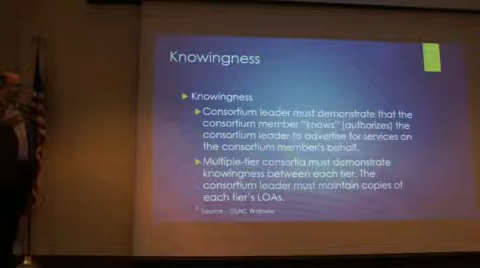 Knowingness
Knowingness
Consortium leader must demonstrate that the
consortium member "knows" (authorizes) the
consortium leader to advertise for services on
the consortium member's behalf.
Multiple-tier consortia must demonstrate
knowingness between each tier. The
consortium leader must maintain copies of
each tier's LOAs.
Source - USAC Website